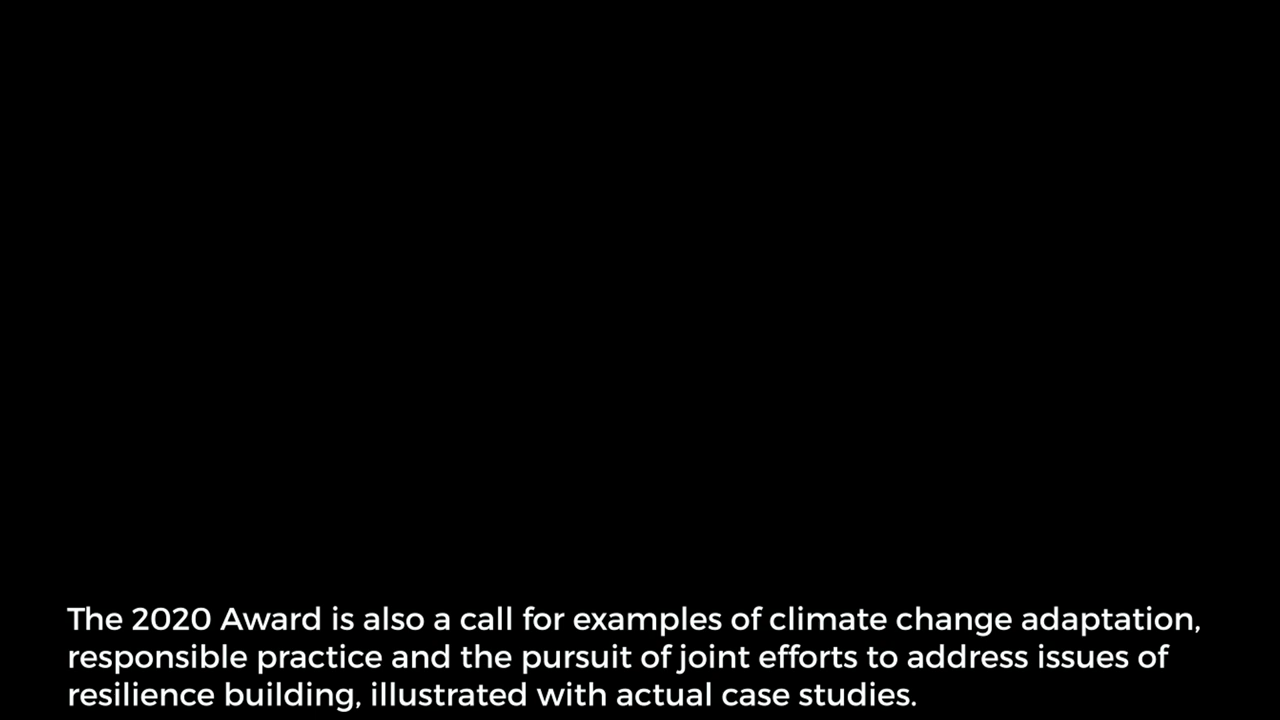 The 2020 Award is also a call for examples of climate change adaptation,
responsible practice and the pursuit of joint efforts to address issues of
resilience building, illustrated with actual case studies.